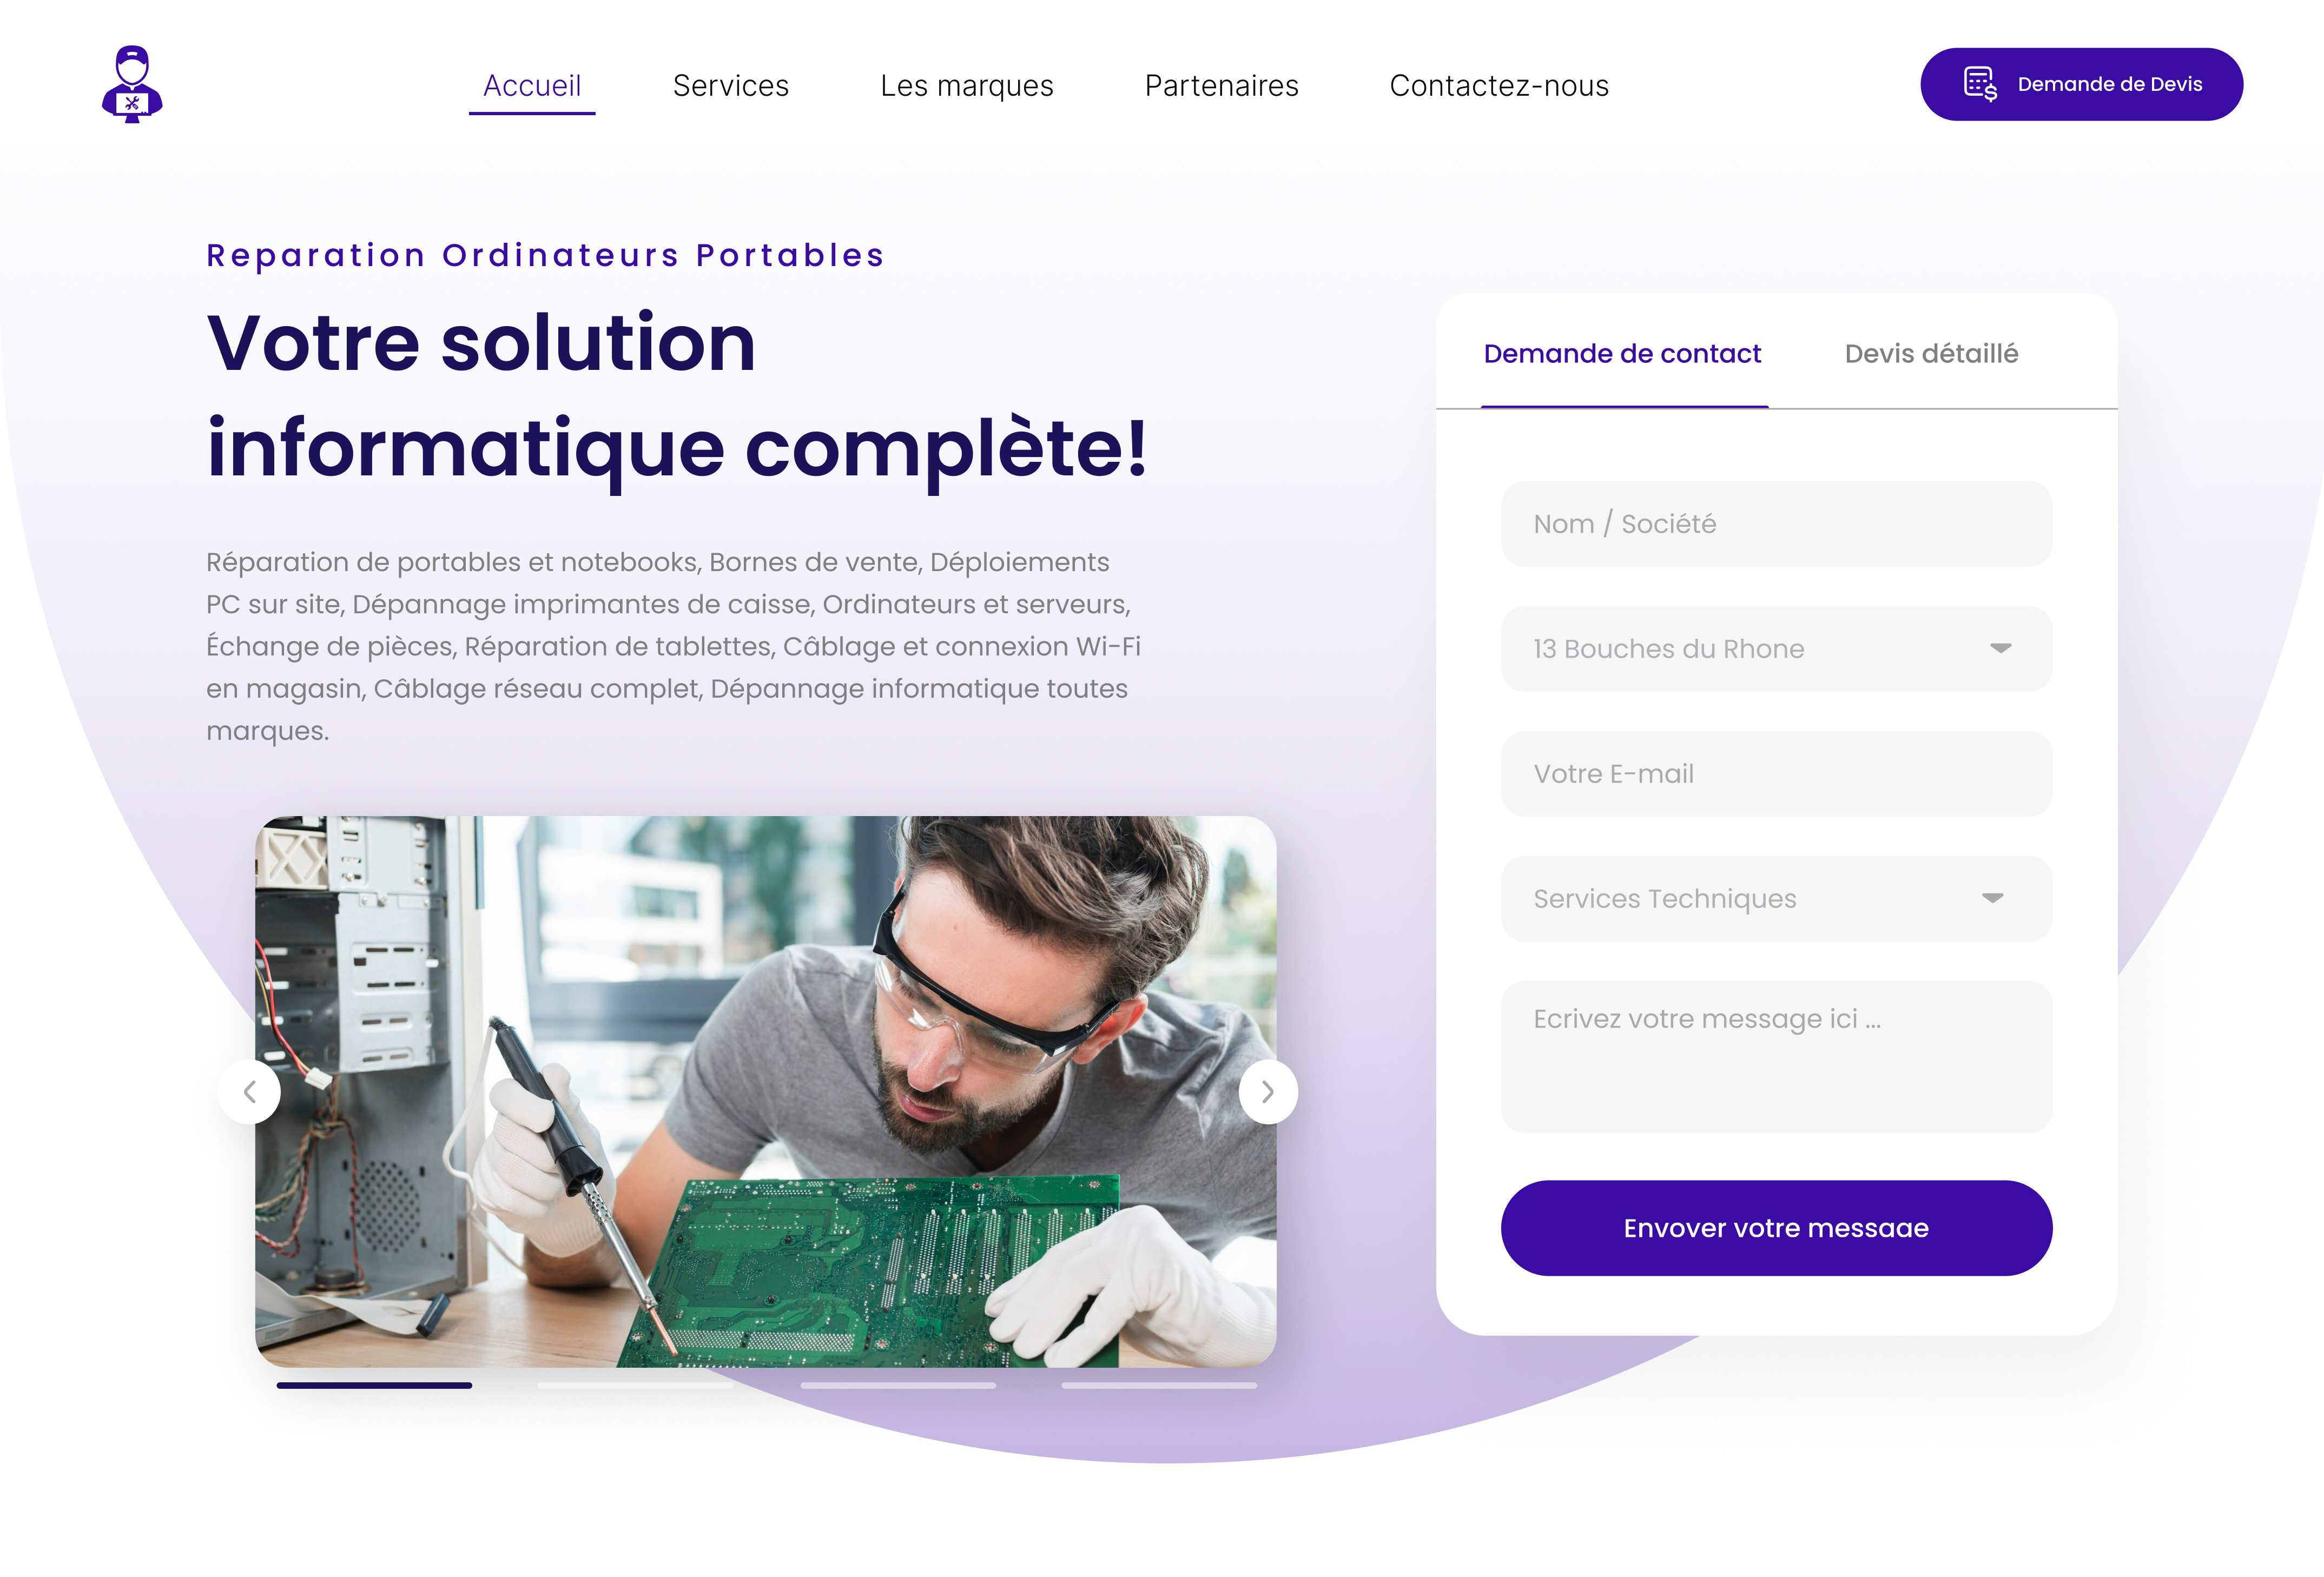 Accueil
Services
Les marques
Partenaires
Contactez-nous
Demande de Devis
Reparation Ordinateurs Portables
Votre solution
informatique complète!
Réparation de portables et notebooks, Bornes de vente, Déploiements
PC sur site, Dépannage imprimantes de caisse, Ordinateurs et serveurs,
Échange de pièces, Réparation de tablettes, Câblage et connexion Wi-Fi
en magasin, Câblage réseau complet, Dépannage informatique toutes
marques.
Demande de contact
Devis détaillé
Nom / Société
13 Bouches du Rhone
Votre E-mail
Services Techniques
Ecrivez votre message ici ...
Envoyer votre message